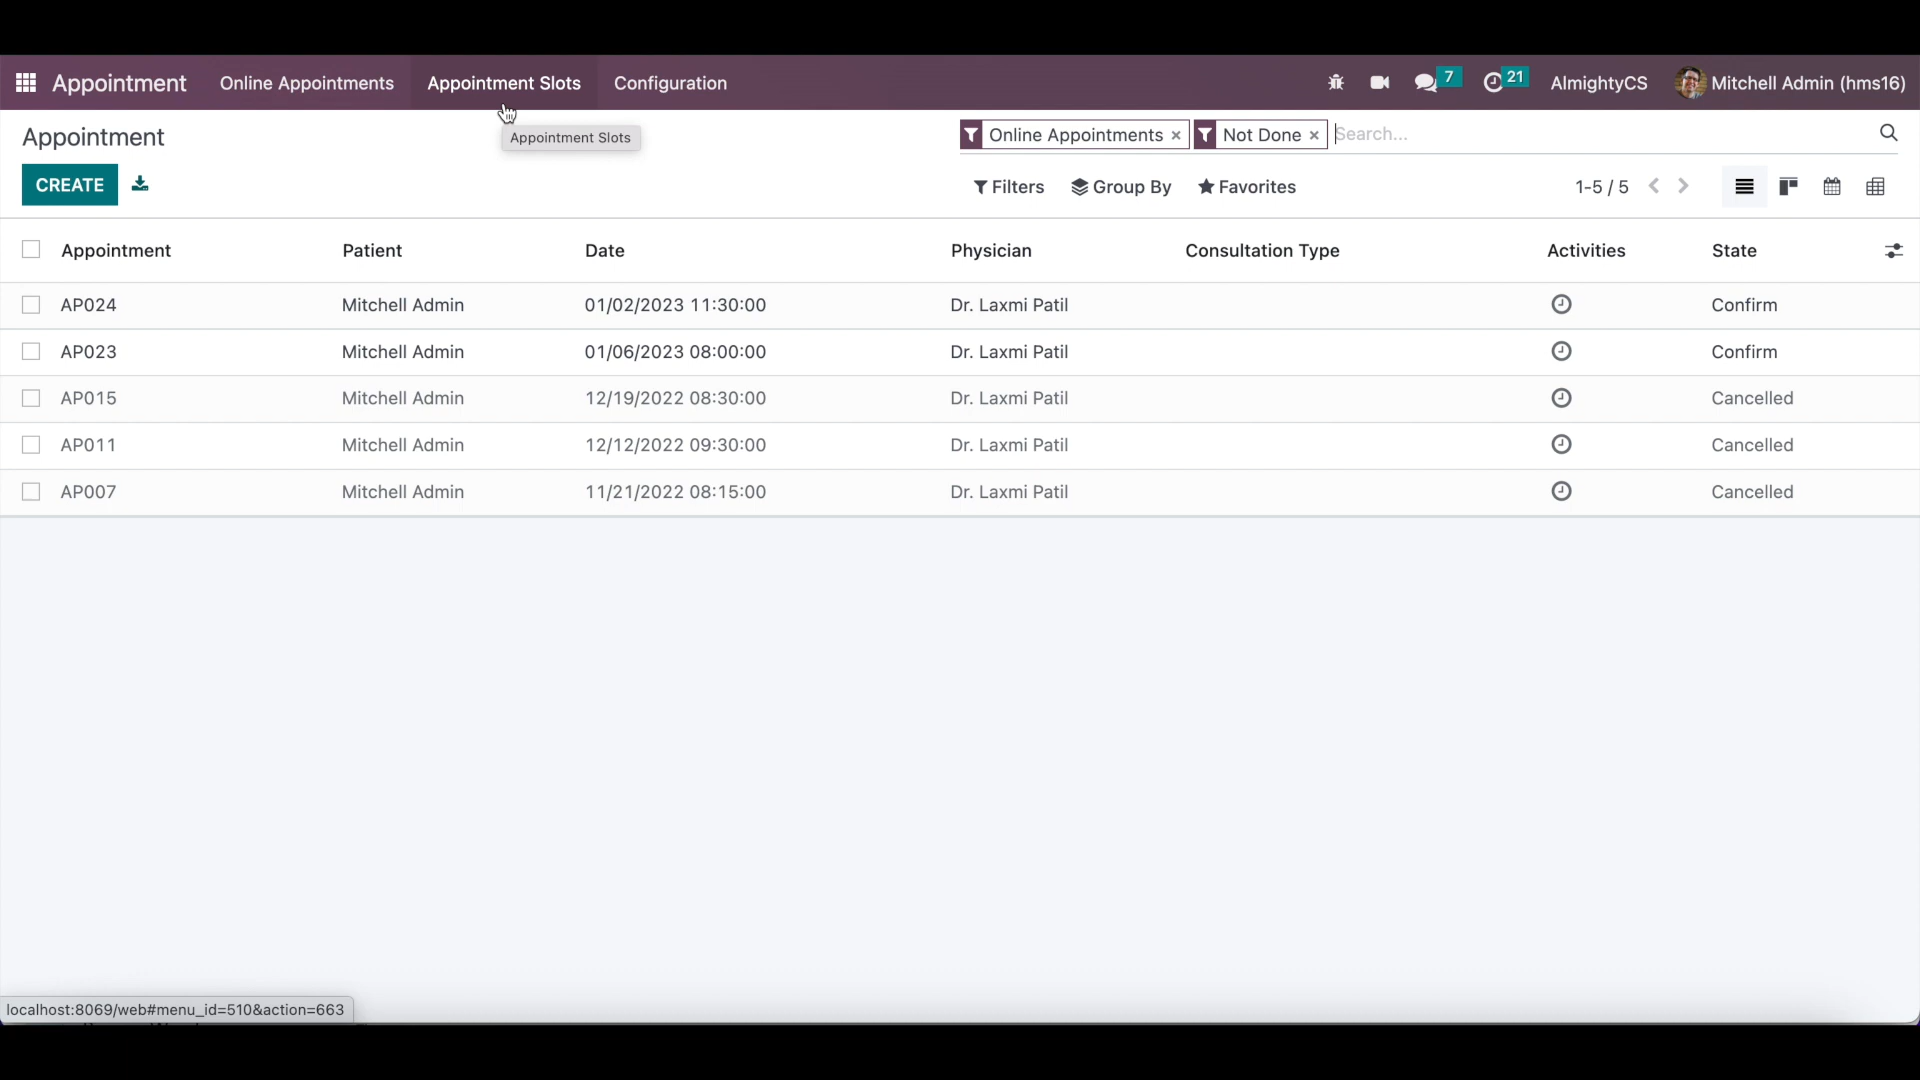 Appointment Online Appointments Appointment Slots Configuration 7 21 AlmightyCS Mitchell Admin (hms16)
Appointment Appointment Slots Online Appointments × Not Done × Search...
CREATE Filters Group By Favorites 1-5 / 5
Appointment Patient Date Physician Consultation Type Activities State
AP024 Mitchell Admin 01/02/2023 11:30:00 Dr. Laxmi Patil Confirm
AP023 Mitchell Admin 01/06/2023 08:00:00 Dr. Laxmi Patil Confirm
AP015 Mitchell Admin 12/19/2022 08:30:00 Dr. Laxmi Patil Cancelled
AP011 Mitchell Admin 12/12/2022 09:30:00 Dr. Laxmi Patil Cancelled
AP007 Mitchell Admin 11/21/2022 08:15:00 Dr. Laxmi Patil Cancelled
localhost:8069/web#menu_id=510&action=663